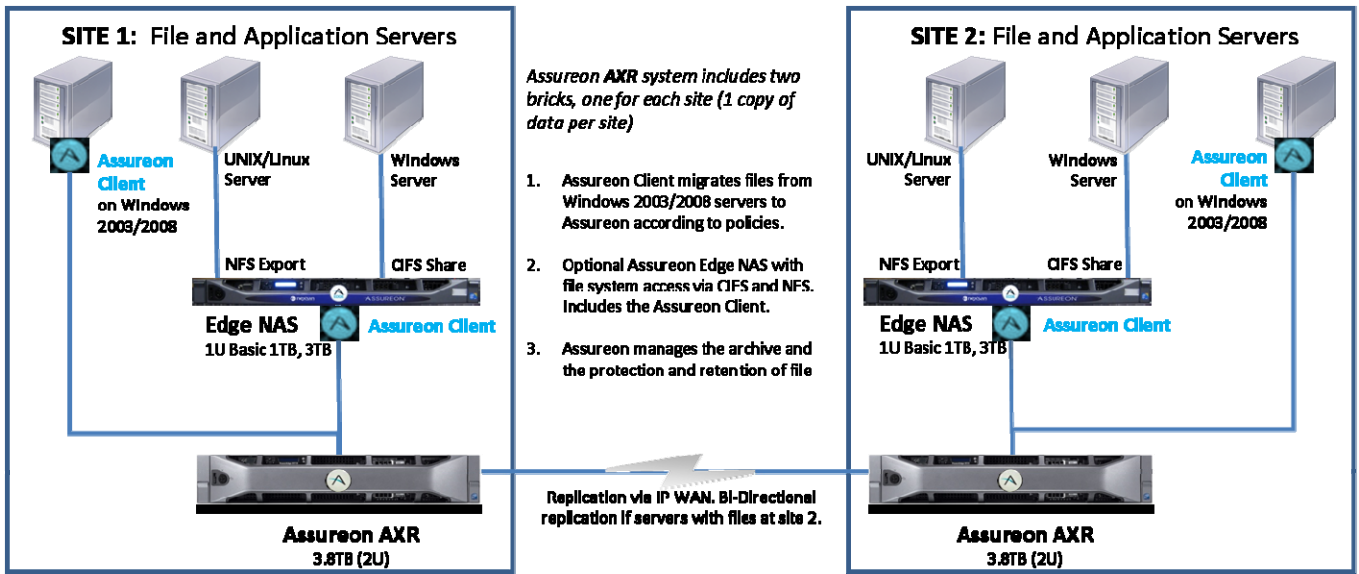 SITE 1: File and Application Servers
Assureon
Client
on Windows
2003/2008
UNIX/Linux
Server
Windows
Server
NFS Export
CIFS Share
nexsan
ASSUREON
Edge NAS
1U Basic 1TB, 3TB
Assureon Client
Assureon AXR
3.8TB (2U)
Assureon AXR system includes two
bricks, one for each site (1 copy of
data per site)
1. Assureon Client migrates files from
Windows 2003/2008 servers to
Assureon according to policies.
2. Optional Assureon Edge NAS with
file system access via CIFS and NFS.
Includes the Assureon Client.
3. Assureon manages the archive and
the protection and retention of file
Replication via IP WAN. Bi-Directional
replication if servers with files at site 2.
SITE 2: File and Application Servers
UNIX/Linux
Server
Windows
Server
Assureon
Client
on Windows
2003/2008
NFS Export
CIFS Share
nexsan
ASSUREON
Edge NAS
1U Basic 1TB, 3TB
Assureon Client
Assureon AXR
3.8TB (2U)